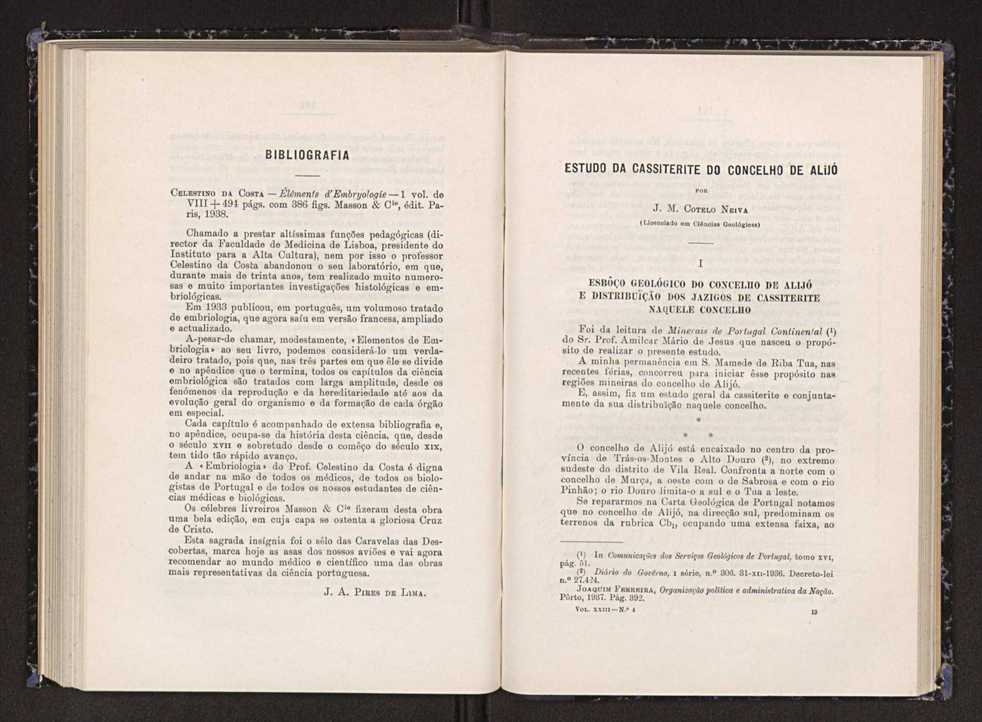 BIBLIOGRAFIA
CELESTINO DA COSTA — Éléments d'Embryologie — 1 vol. de
VIII + 494 págs. com 386 figs. Masson & Cie, édit. Pa-
ris, 1938.
Chamado a prestar altíssimas funções pedagógicas (di-
rector da Faculdade de Medicina de Lisboa, presidente do
Instituto para a Alta Cultura), nem por isso o professor
Celestino da Costa abandonou o seu laboratório, em que,
durante mais de trinta anos, tem realizado muito numero-
sas e muito importantes investigações histológicas e em-
briológicas.
Em 1933 publicou, em português, um volumoso tratado
de embriologia, que agora saíu em versão francesa, ampliado
e actualizado.
A-pesar-de chamar, modestamente, «Elementos de Em-
briologia» ao seu livro, podemos considerá-lo um verda-
deiro tratado, pois que, nas três partes em que êle se divide
e no apêndice que o termina, todos os capítulos da ciência
embriológica são tratados com larga amplitude, desde os
fenómenos da reprodução e da hereditariedade até aos da
evolução geral do organismo e da formação de cada órgão
em especial.
Cada capítulo é acompanhado de extensa bibliografia e,
no apêndice, ocupa-se da história desta ciência, que, desde
o século XVII e sobretudo desde o comêço do século XIX,
tem tido tão rápido avanço.
A «Embriologia» do Prof. Celestino da Costa é digna
de andar na mão de todos os médicos, de todos os biolo-
gistas de Portugal e de todos os nossos estudantes de ciên-
cias médicas e biológicas.
Os célebres livreiros Masson & Cie fizeram desta obra
uma bela edição, em cuja capa se ostenta a gloriosa Cruz
de Cristo.
Esta sagrada insígnia foi o sêlo das Caravelas das Des-
cobertas, marca hoje as asas dos nossos aviões e vai agora
recomendar ao mundo médico e científico uma das obras
mais representativas da ciência portuguesa.
J. A. PIRES DE LIMA.
ESTUDO DA CASSITERITE DO CONCELHO DE ALIJÓ
POR
J. M. COTELO NEIVA
(Licenciado em Ciências Geológicas)
I
ESBÔÇO GEOLÓGICO DO CONCELHO DE ALIJÓ
E DISTRIBUÏÇÃO DOS JAZIGOS DE CASSITERITE
NAQUELE CONCELHO
Foi da leitura de Minerais de Portugal Continental (1)
do Sr. Prof. Amílcar Mário de Jesus que nasceu o propó-
sito de realizar o presente estudo.
A minha permanência em S. Mamede de Riba Tua, nas
recentes férias, concorreu para iniciar êsse propósito nas
regiões mineiras do concelho de Alijó.
E, assim, fiz um estudo geral da cassiterite e conjunta-
mente da sua distribuïção naquele concelho.
*
* *
O concelho de Alijó está encaixado no centro da pro-
víncia de Trás-os-Montes e Alto Douro (2), no extremo
sudeste do distrito de Vila Real. Confronta a norte com o
concelho de Murça, a oeste com o de Sabrosa e com o rio
Pinhão; o rio Douro limita-o a sul e o Tua a leste.
Se repararmos na Carta Geológica de Portugal notamos
que no concelho de Alijó, na direcção sul, predominam os
terrenos da rubrica Cb1, ocupando uma extensa faixa, ao
(1) In Comunicações dos Serviços Geológicos de Portugal, tomo XVI,
pág. 51.
(2) Diário do Govêrno, I série, n.º 306. 31-XII-1936. Decreto-lei
n.º 27.424.
JOAQUIM FERREIRA, Organização política e administrativa da Nação.
Pôrto, 1937. Pág. 392.
VOL. XXIII — N.º 4 13